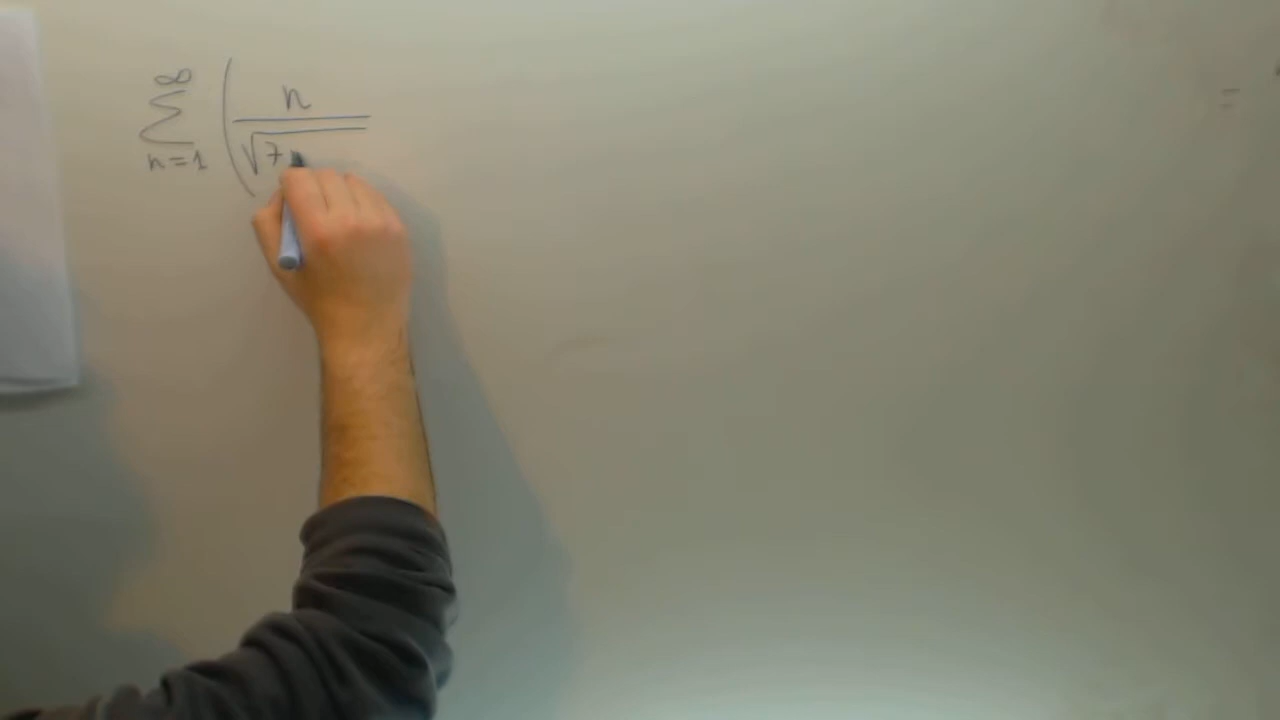 ∞
∑ ( n / √7
n=1
=